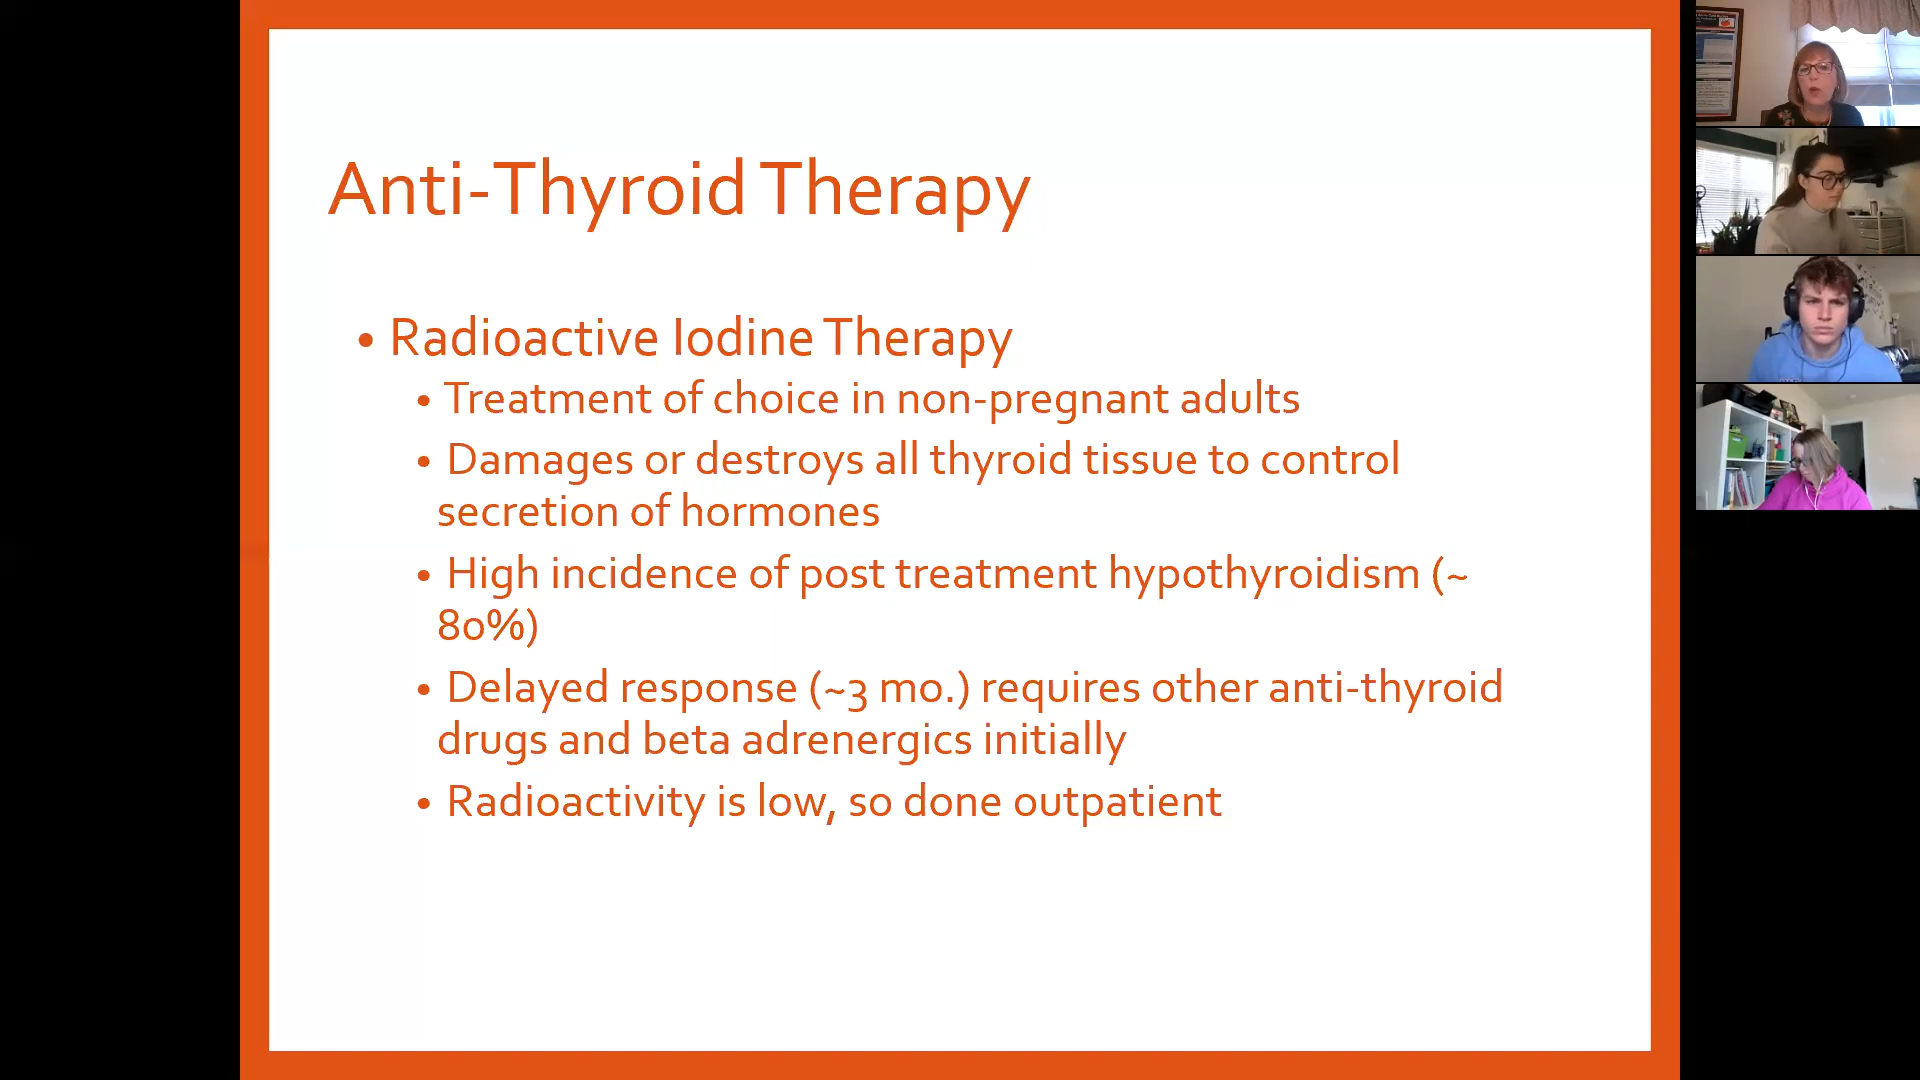 Anti-Thyroid Therapy
• Radioactive Iodine Therapy
• Treatment of choice in non-pregnant adults
• Damages or destroys all thyroid tissue to control
secretion of hormones
• High incidence of post treatment hypothyroidism (~
80%)
• Delayed response (~3 mo.) requires other anti-thyroid
drugs and beta adrenergics initially
• Radioactivity is low, so done outpatient